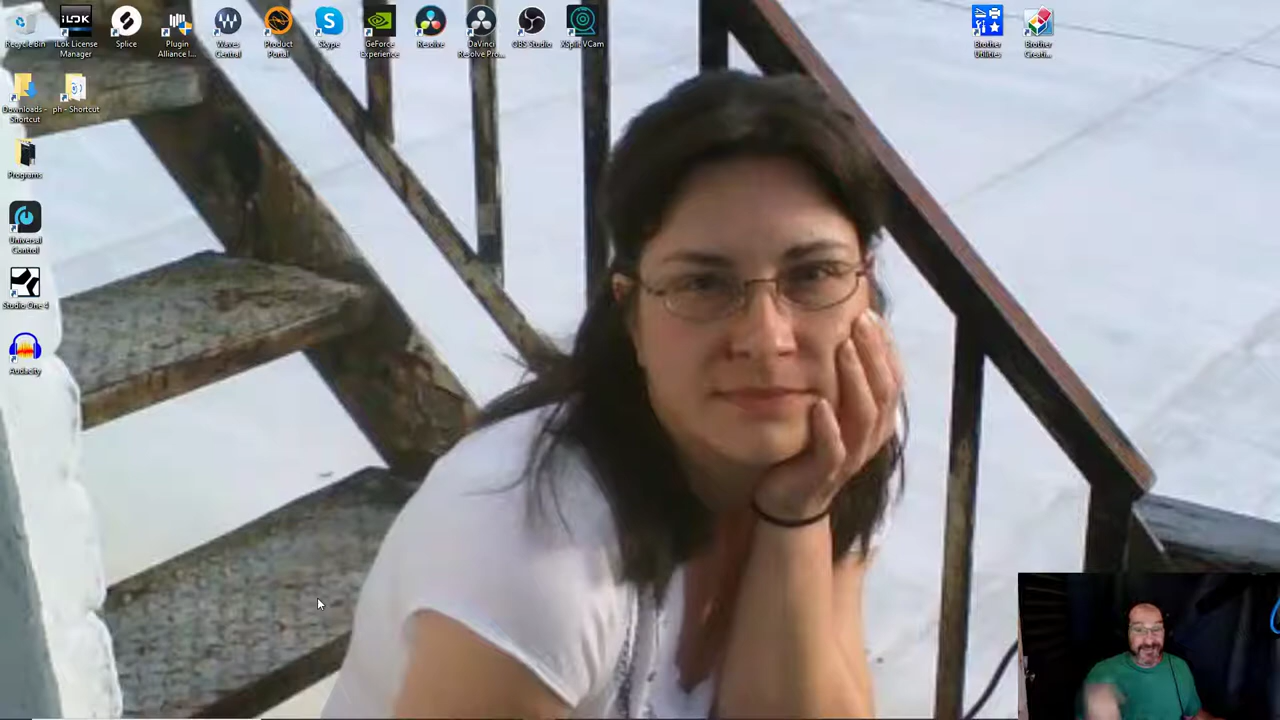 iLOK
Recycle Bin
iLok License
Manager
Splice
Plugin
Alliance I...
Waves
Central
Product
Portal
Skype
GeForce
Experience
Resolve
DaVinci
Resolve Pro...
OBS Studio
XSplit VCam
Brother
Utilities
Brother
Creati...
Downloads -
Shortcut
ph - Shortcut
Programs
Universal
Control
Studio One 4
Audacity